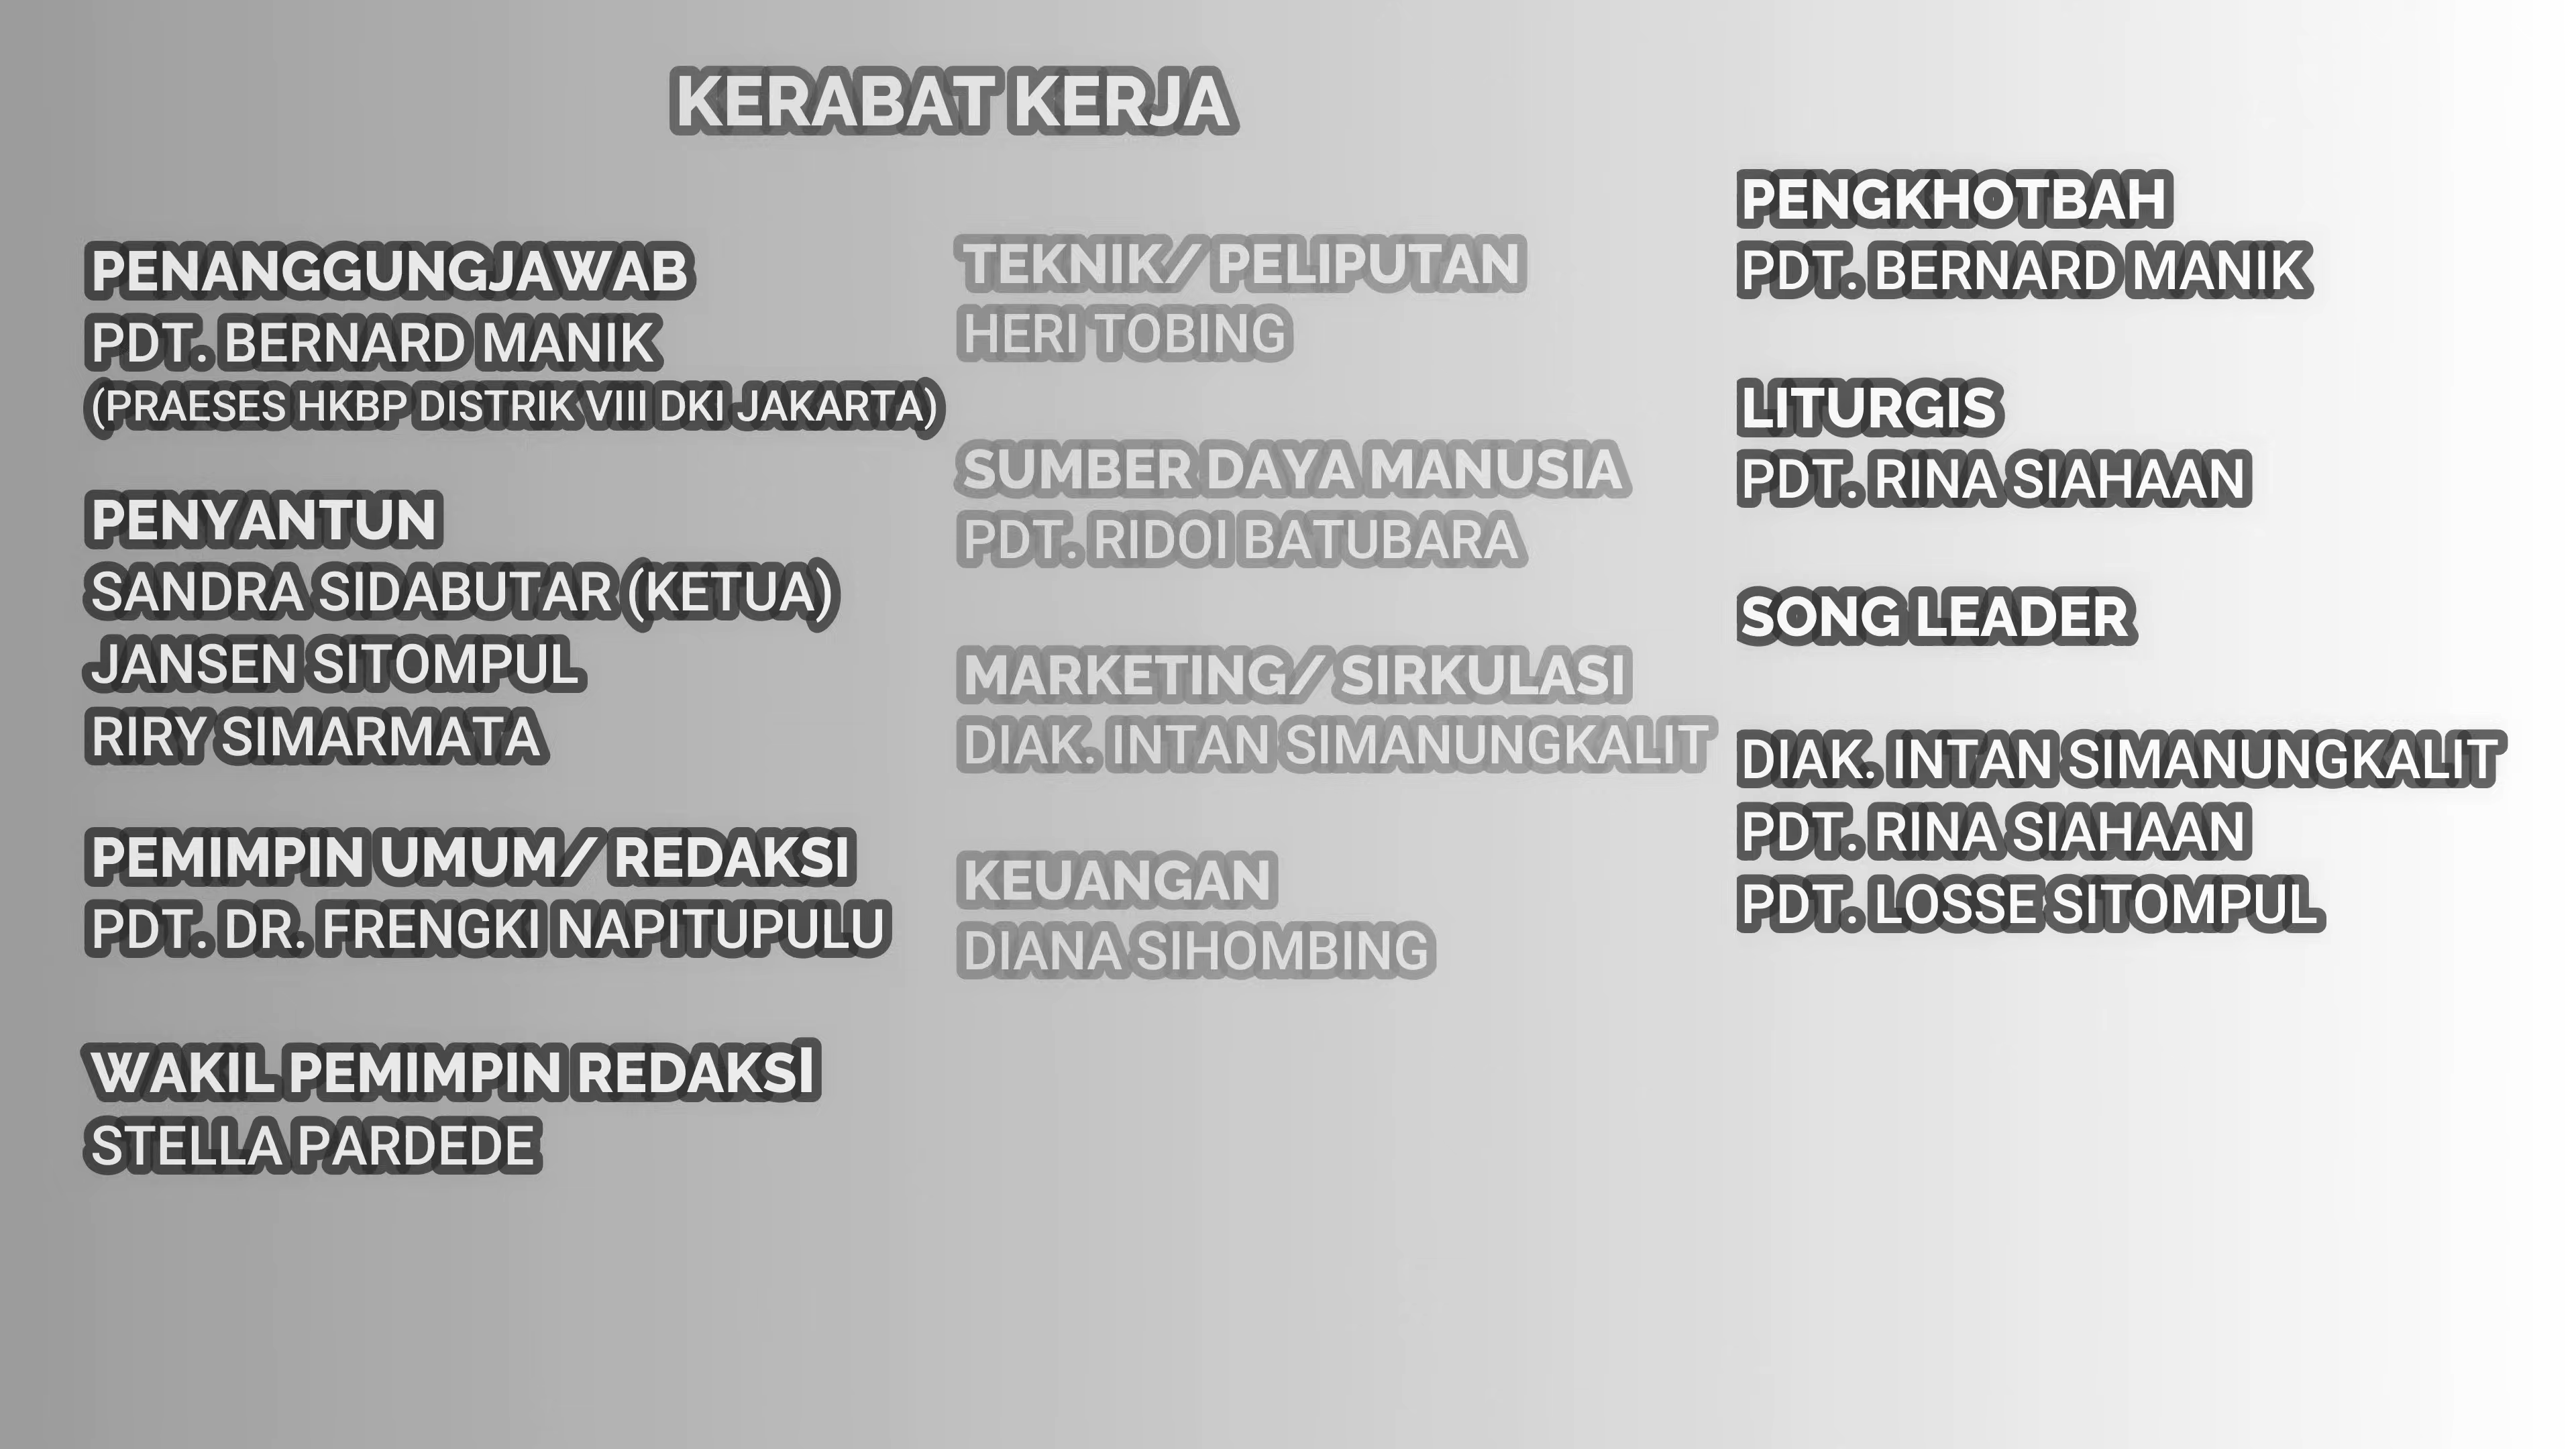 KERABAT KERJA
PENANGGUNGJAWAB
PDT. BERNARD MANIK
(PRAESES HKBP DISTRIK VIII DKI JAKARTA)
PENYANTUN
SANDRA SIDABUTAR (KETUA)
JANSEN SITOMPUL
RIRY SIMARMATA
PEMIMPIN UMUM/ REDAKSI
PDT. DR. FRENGKI NAPITUPULU
WAKIL PEMIMPIN REDAKSI
STELLA PARDEDE
TEKNIK/ PELIPUTAN
HERI TOBING
SUMBER DAYA MANUSIA
PDT. RIDOI BATUBARA
MARKETING/ SIRKULASI
DIAK. INTAN SIMANUNGKALIT
KEUANGAN
DIANA SIHOMBING
PENGKHOTBAH
PDT. BERNARD MANIK
LITURGIS
PDT. RINA SIAHAAN
SONG LEADER
DIAK. INTAN SIMANUNGKALIT
PDT. RINA SIAHAAN
PDT. LOSSE SITOMPUL